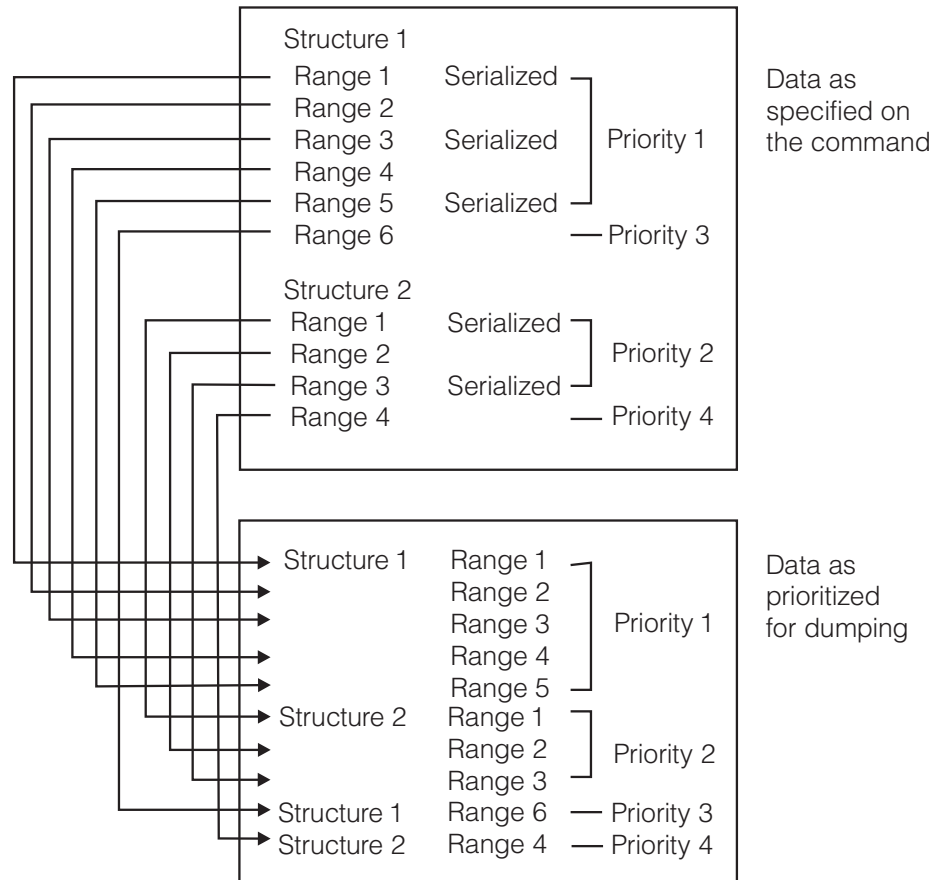 Structure 1
Range 1 Serialized
Range 2
Range 3 Serialized Priority 1
Range 4
Range 5 Serialized
Range 6 Priority 3
Structure 2
Range 1 Serialized
Range 2 Priority 2
Range 3 Serialized
Range 4 Priority 4
Data as
specified on
the command
Structure 1 Range 1
Range 2
Range 3 Priority 1
Range 4
Range 5
Structure 2 Range 1
Range 2 Priority 2
Range 3
Structure 1 Range 6 Priority 3
Structure 2 Range 4 Priority 4
Data as
prioritized
for dumping